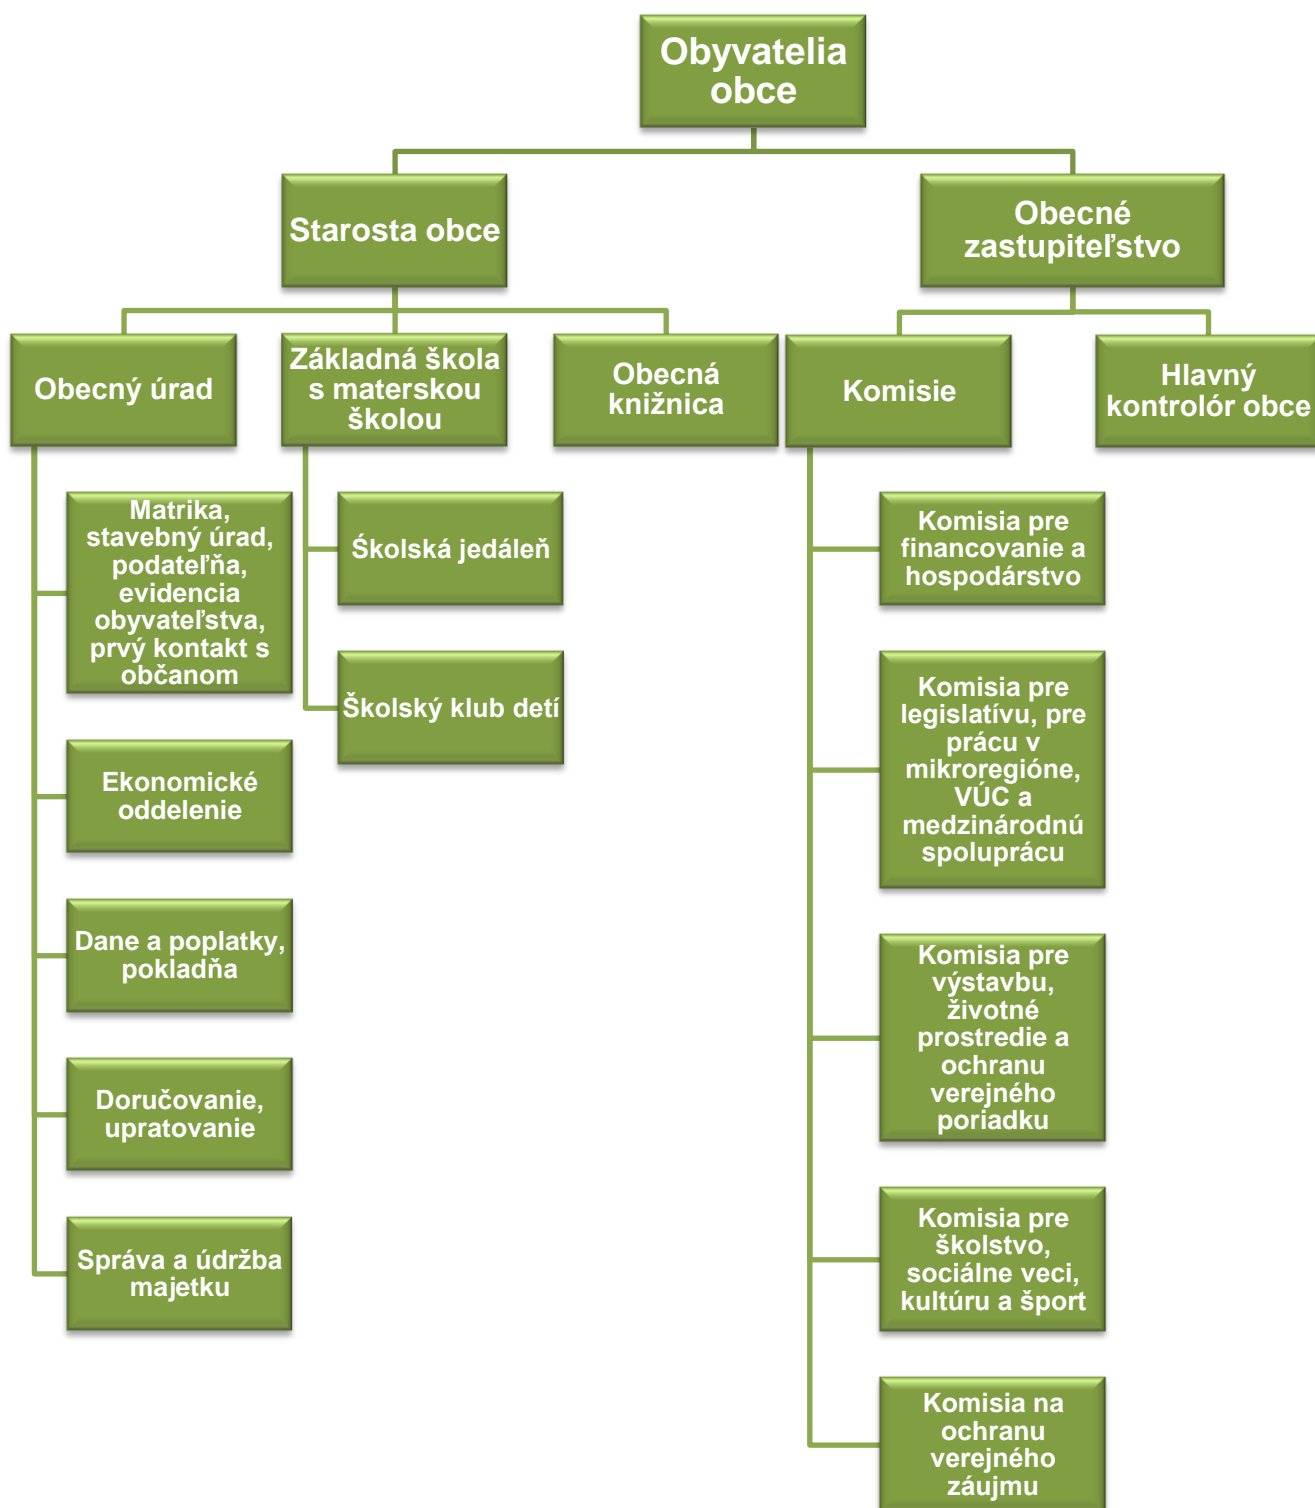 Obyvatelia
obce
Starosta obce
Obecné
zastupiteľstvo
Obecný úrad
Základná škola
s materskou
školou
Obecná
knižnica
Komisie
Hlavný
kontrolór obce
Matrika,
stavebný úrad,
podateľňa,
evidencia
obyvateľstva,
prvý kontakt s
občanom
Ekonomické
oddelenie
Dane a poplatky,
pokladňa
Doručovanie,
upratovanie
Správa a údržba
majetku
Śkolská jedáleň
Školský klub detí
Komisia pre
financovanie a
hospodárstvo
Komisia pre
legislatívu, pre
prácu v
mikroregióne,
VÚC a
medzinárodnú
spoluprácu
Komisia pre
výstavbu,
životné
prostredie a
ochranu
verejného
poriadku
Komisia pre
školstvo,
sociálne veci,
kultúru a šport
Komisia na
ochranu
verejného
záujmu